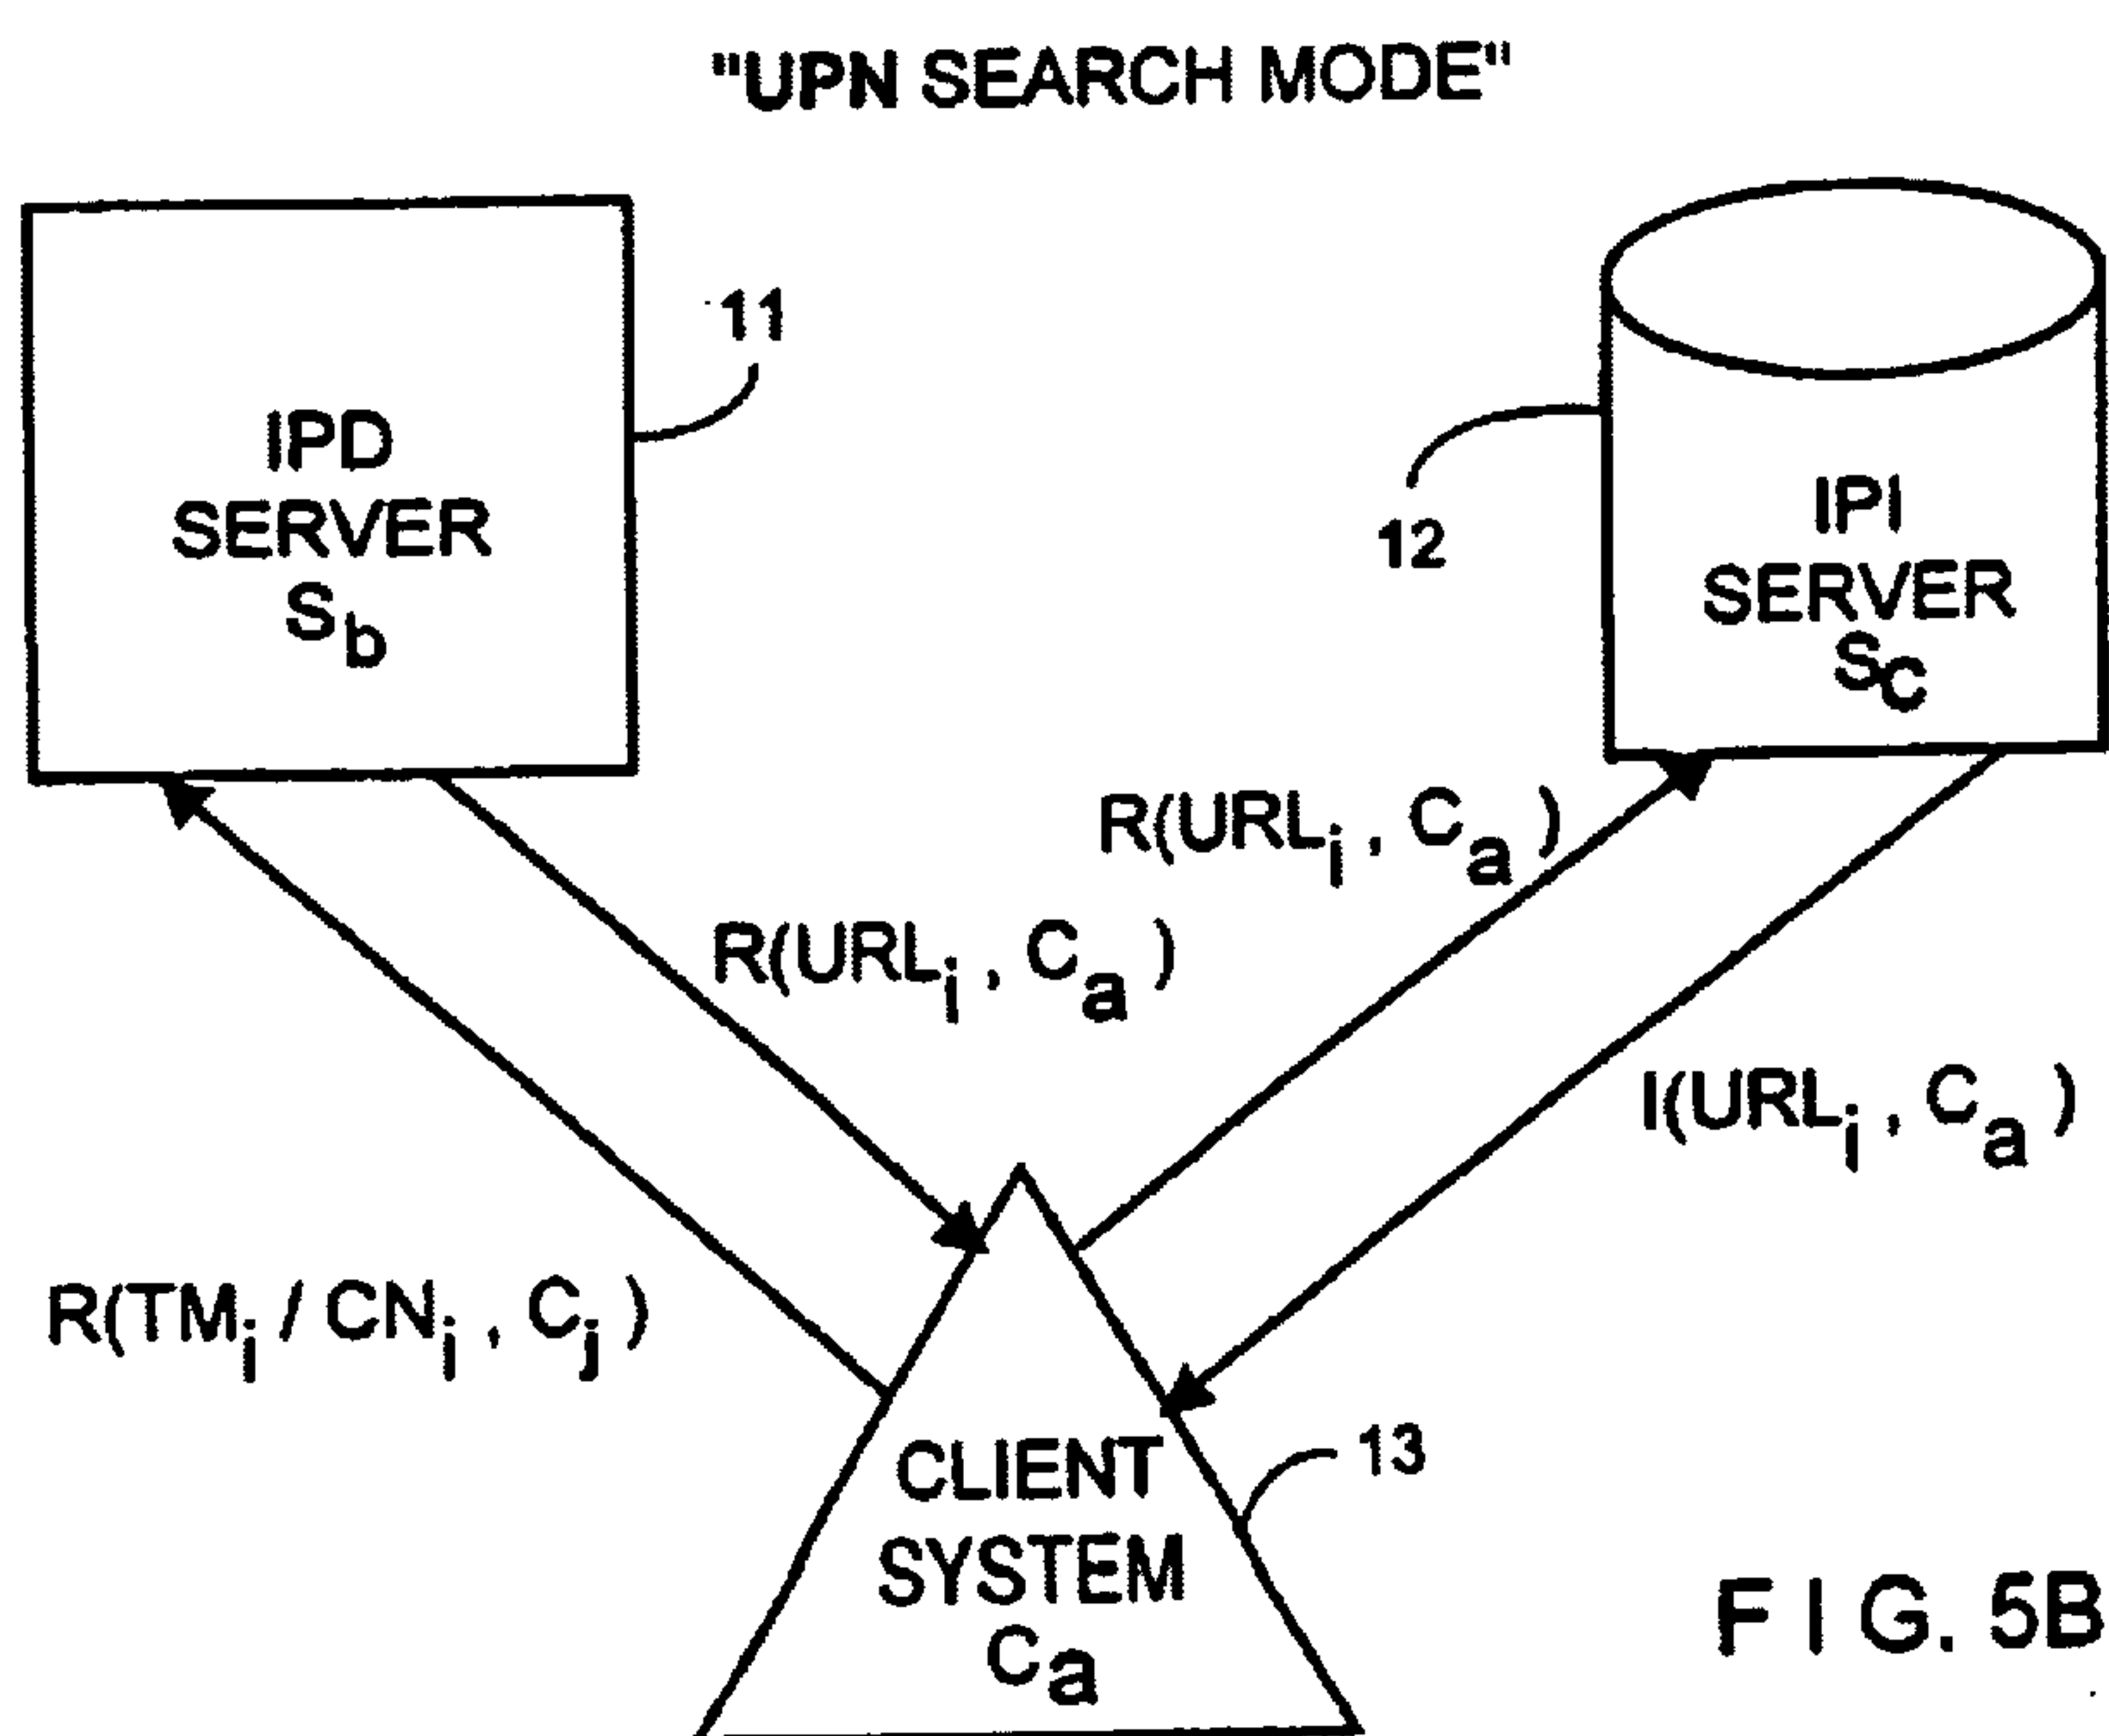 "UPN SEARCH MODE"
11
IPD
SERVER
Sb
12
IPI
SERVER
Sc
R(URLi, Ca)
R(URLi, Ca)
I(URLi, Ca)
R(TMi / CNi, Cj)
CLIENT
SYSTEM
Ca
13
FIG. 5B